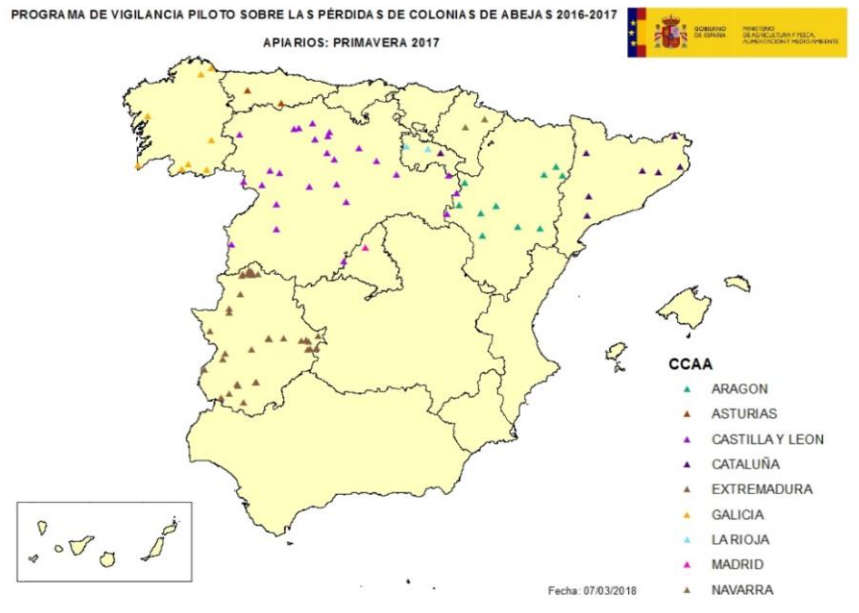 PROGRAMA DE VIGILANCIA PILOTO SOBRE LAS PÉRDIDAS DE COLONIAS DE ABEJAS 2016-2017
APIARIOS: PRIMAVERA 2017
GOBIERNO
DE ESPAÑA
MINISTERIO
DE AGRICULTURA Y PESCA,
ALIMENTACIÓN Y MEDIO AMBIENTE
CCAA
ARAGON
ASTURIAS
CASTILLA Y LEON
CATALUÑA
EXTREMADURA
GALICIA
LA RIOJA
MADRID
NAVARRA
Fecha: 07/03/2018